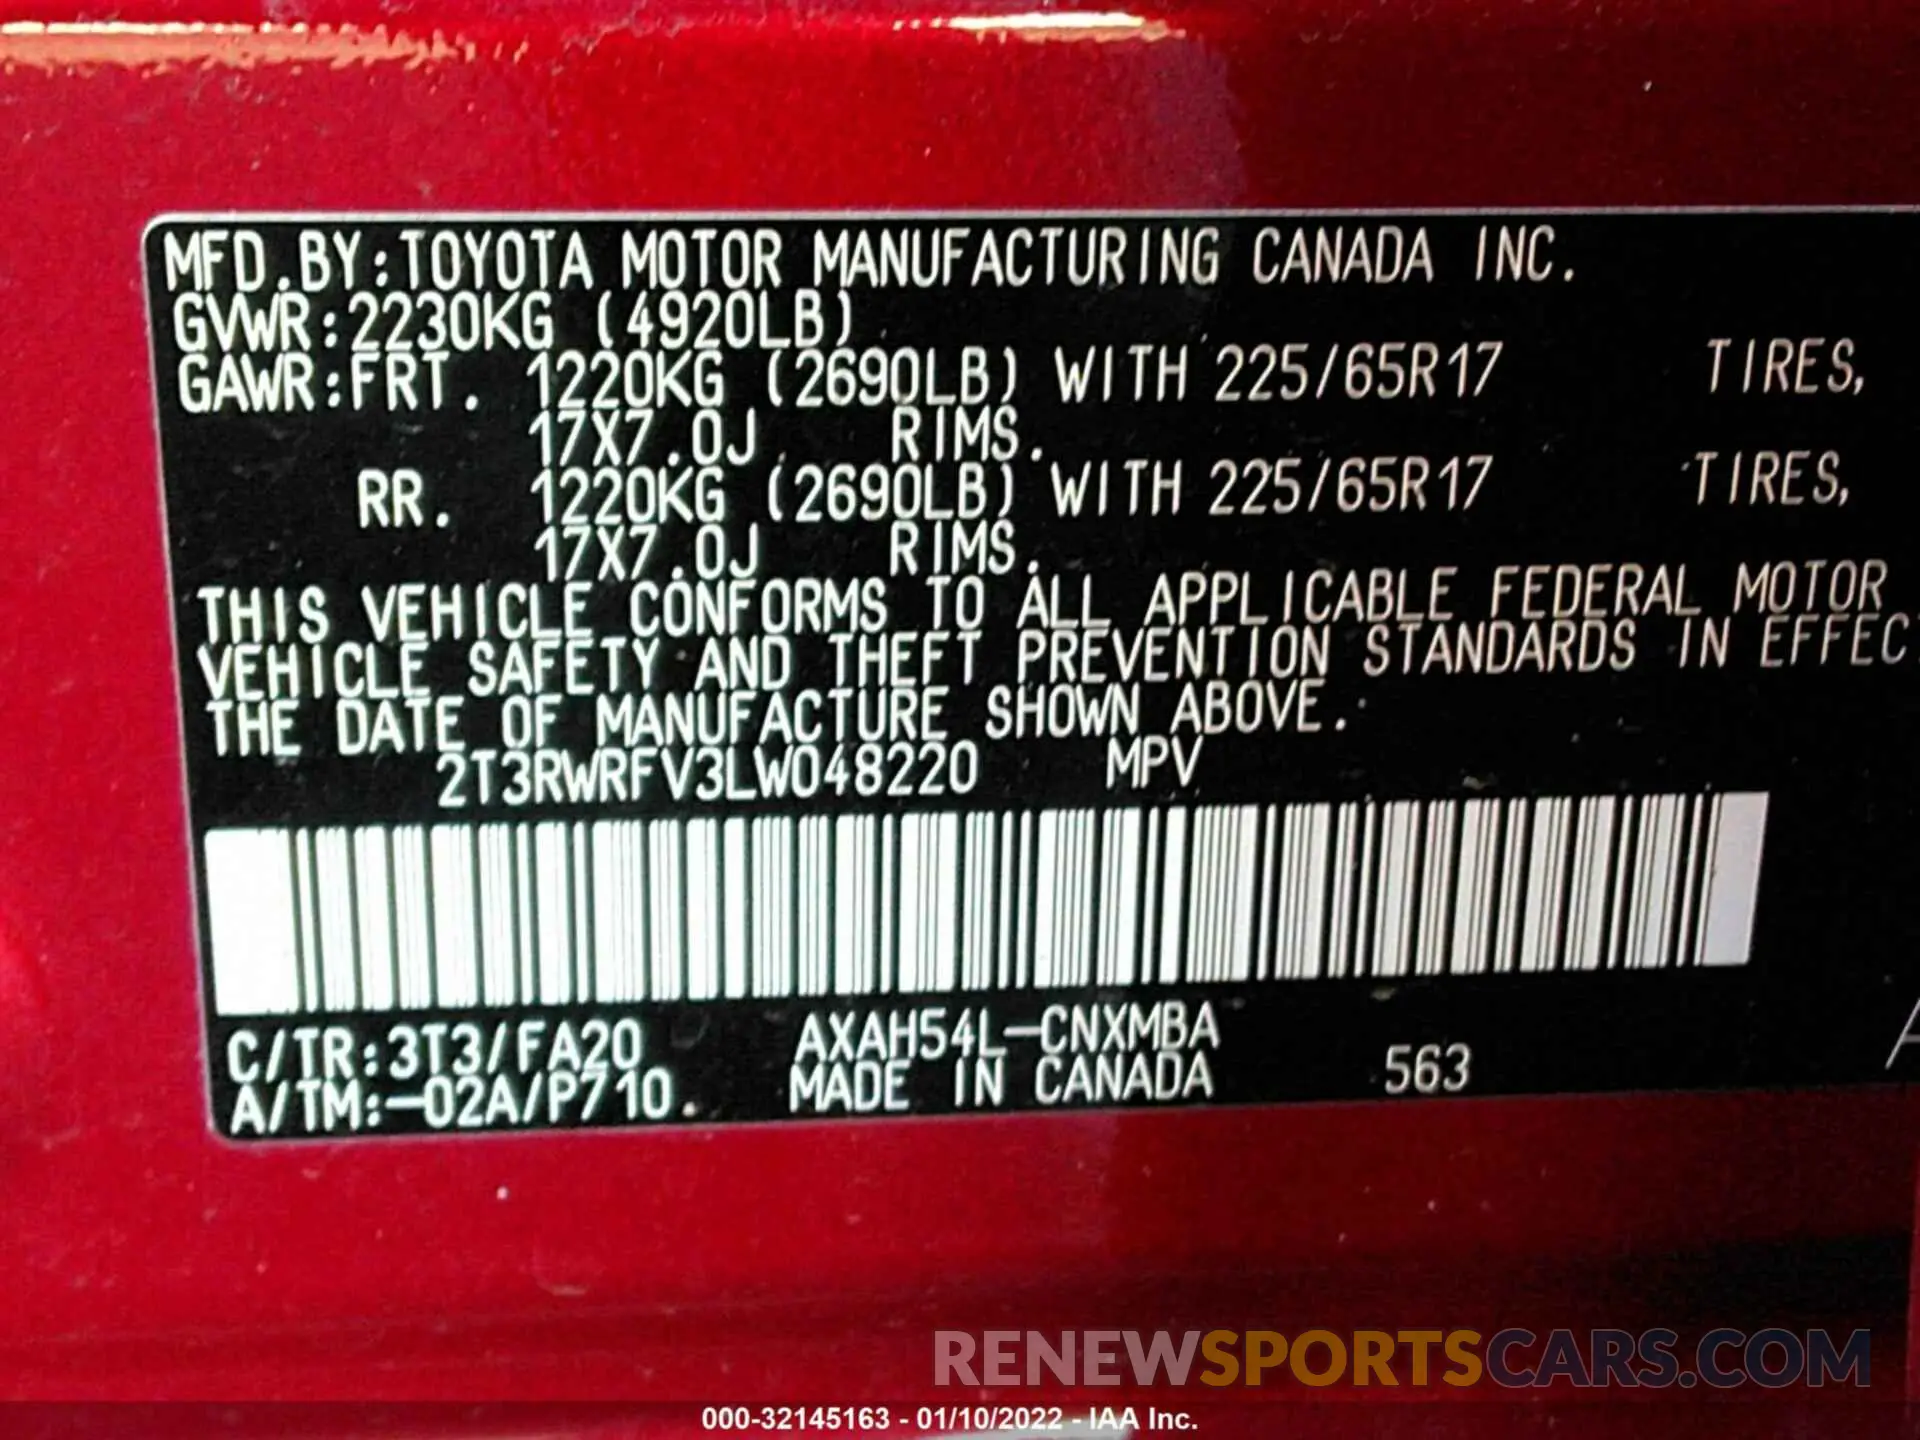 MFD.BY:TOYOTA MOTOR MANUFACTURING CANADA INC.
GVWR:2230KG (4920LB)
GAWR:FRT. 1220KG (2690LB) WITH 225/65R17 TIRES,
17X7.0J RIMS.
RR. 1220KG (2690LB) WITH 225/65R17 TIRES,
17X7.0J RIMS.
THIS VEHICLE CONFORMS TO ALL APPLICABLE FEDERAL MOTOR
VEHICLE SAFETY AND THEFT PREVENTION STANDARDS IN EFFEC
THE DATE OF MANUFACTURE SHOWN ABOVE.
2T3RWRFV3LW048220 MPV
C/TR:3T3/FA20 AXAH54L-CNXMBA
A/TM:-02A/P710 MADE IN CANADA 563
RENEWSPORTSCARS.COM
000-32145163 - 01/10/2022 - IAA Inc.